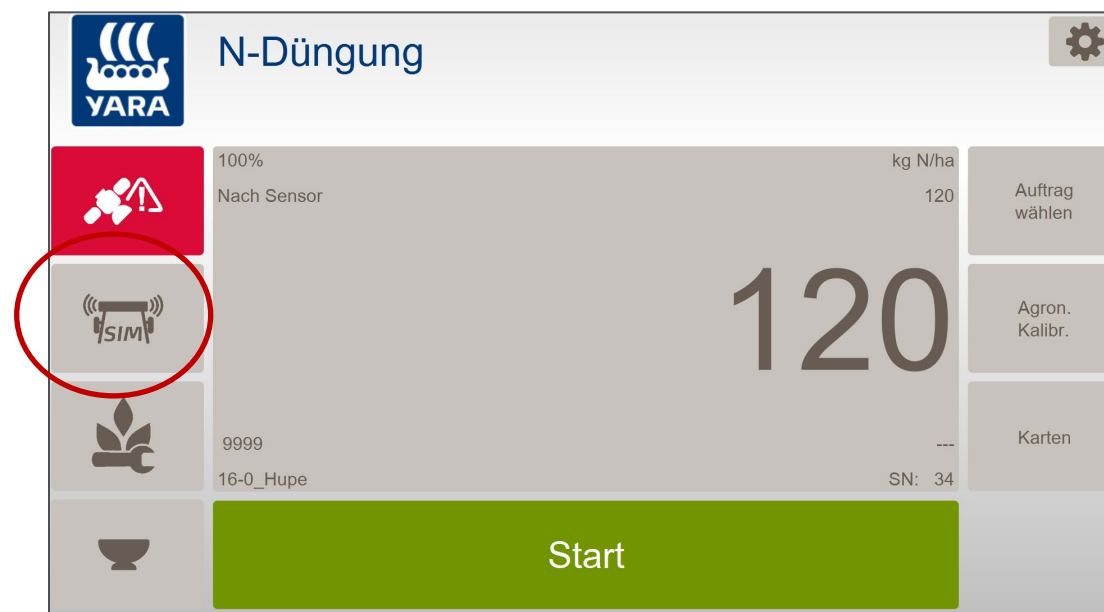 YARA
N-Düngung
100%
kg N/ha
Nach Sensor
120
Auftrag
wählen
120
SIM
Agron.
Kalibr.
9999
---
Karten
16-0_Hupe
SN: 34
Start